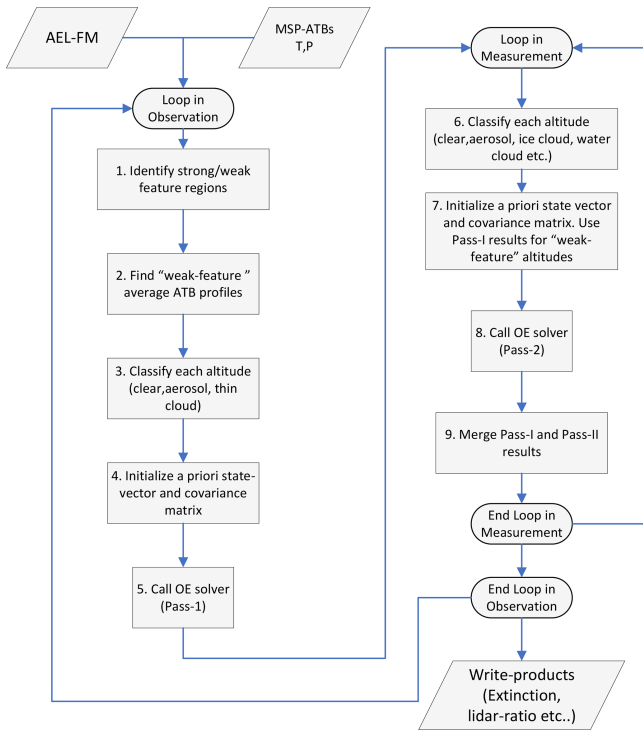 AEL-FM
MSP-ATBs
T,P
Loop in
Observation
1. Identify strong/weak
feature regions
2. Find “weak-feature ”
average ATB profiles
3. Classify each altitude
(clear,aerosol, thin
cloud)
4. Initialize a priori state-
vector and covariance
matrix
5. Call OE solver
(Pass-1)
Loop in
Measurement
6. Classify each altitude
(clear,aerosol, ice cloud, water
cloud etc.)
7. Initialize a priori state vector
and covariance matrix. Use
Pass-I results for “weak-
feature” altitudes
8. Call OE solver
(Pass-2)
9. Merge Pass-I and Pass-II
results
End Loop in
Measurement
End Loop in
Observation
Write-products
(Extinction,
lidar-ratio etc..)